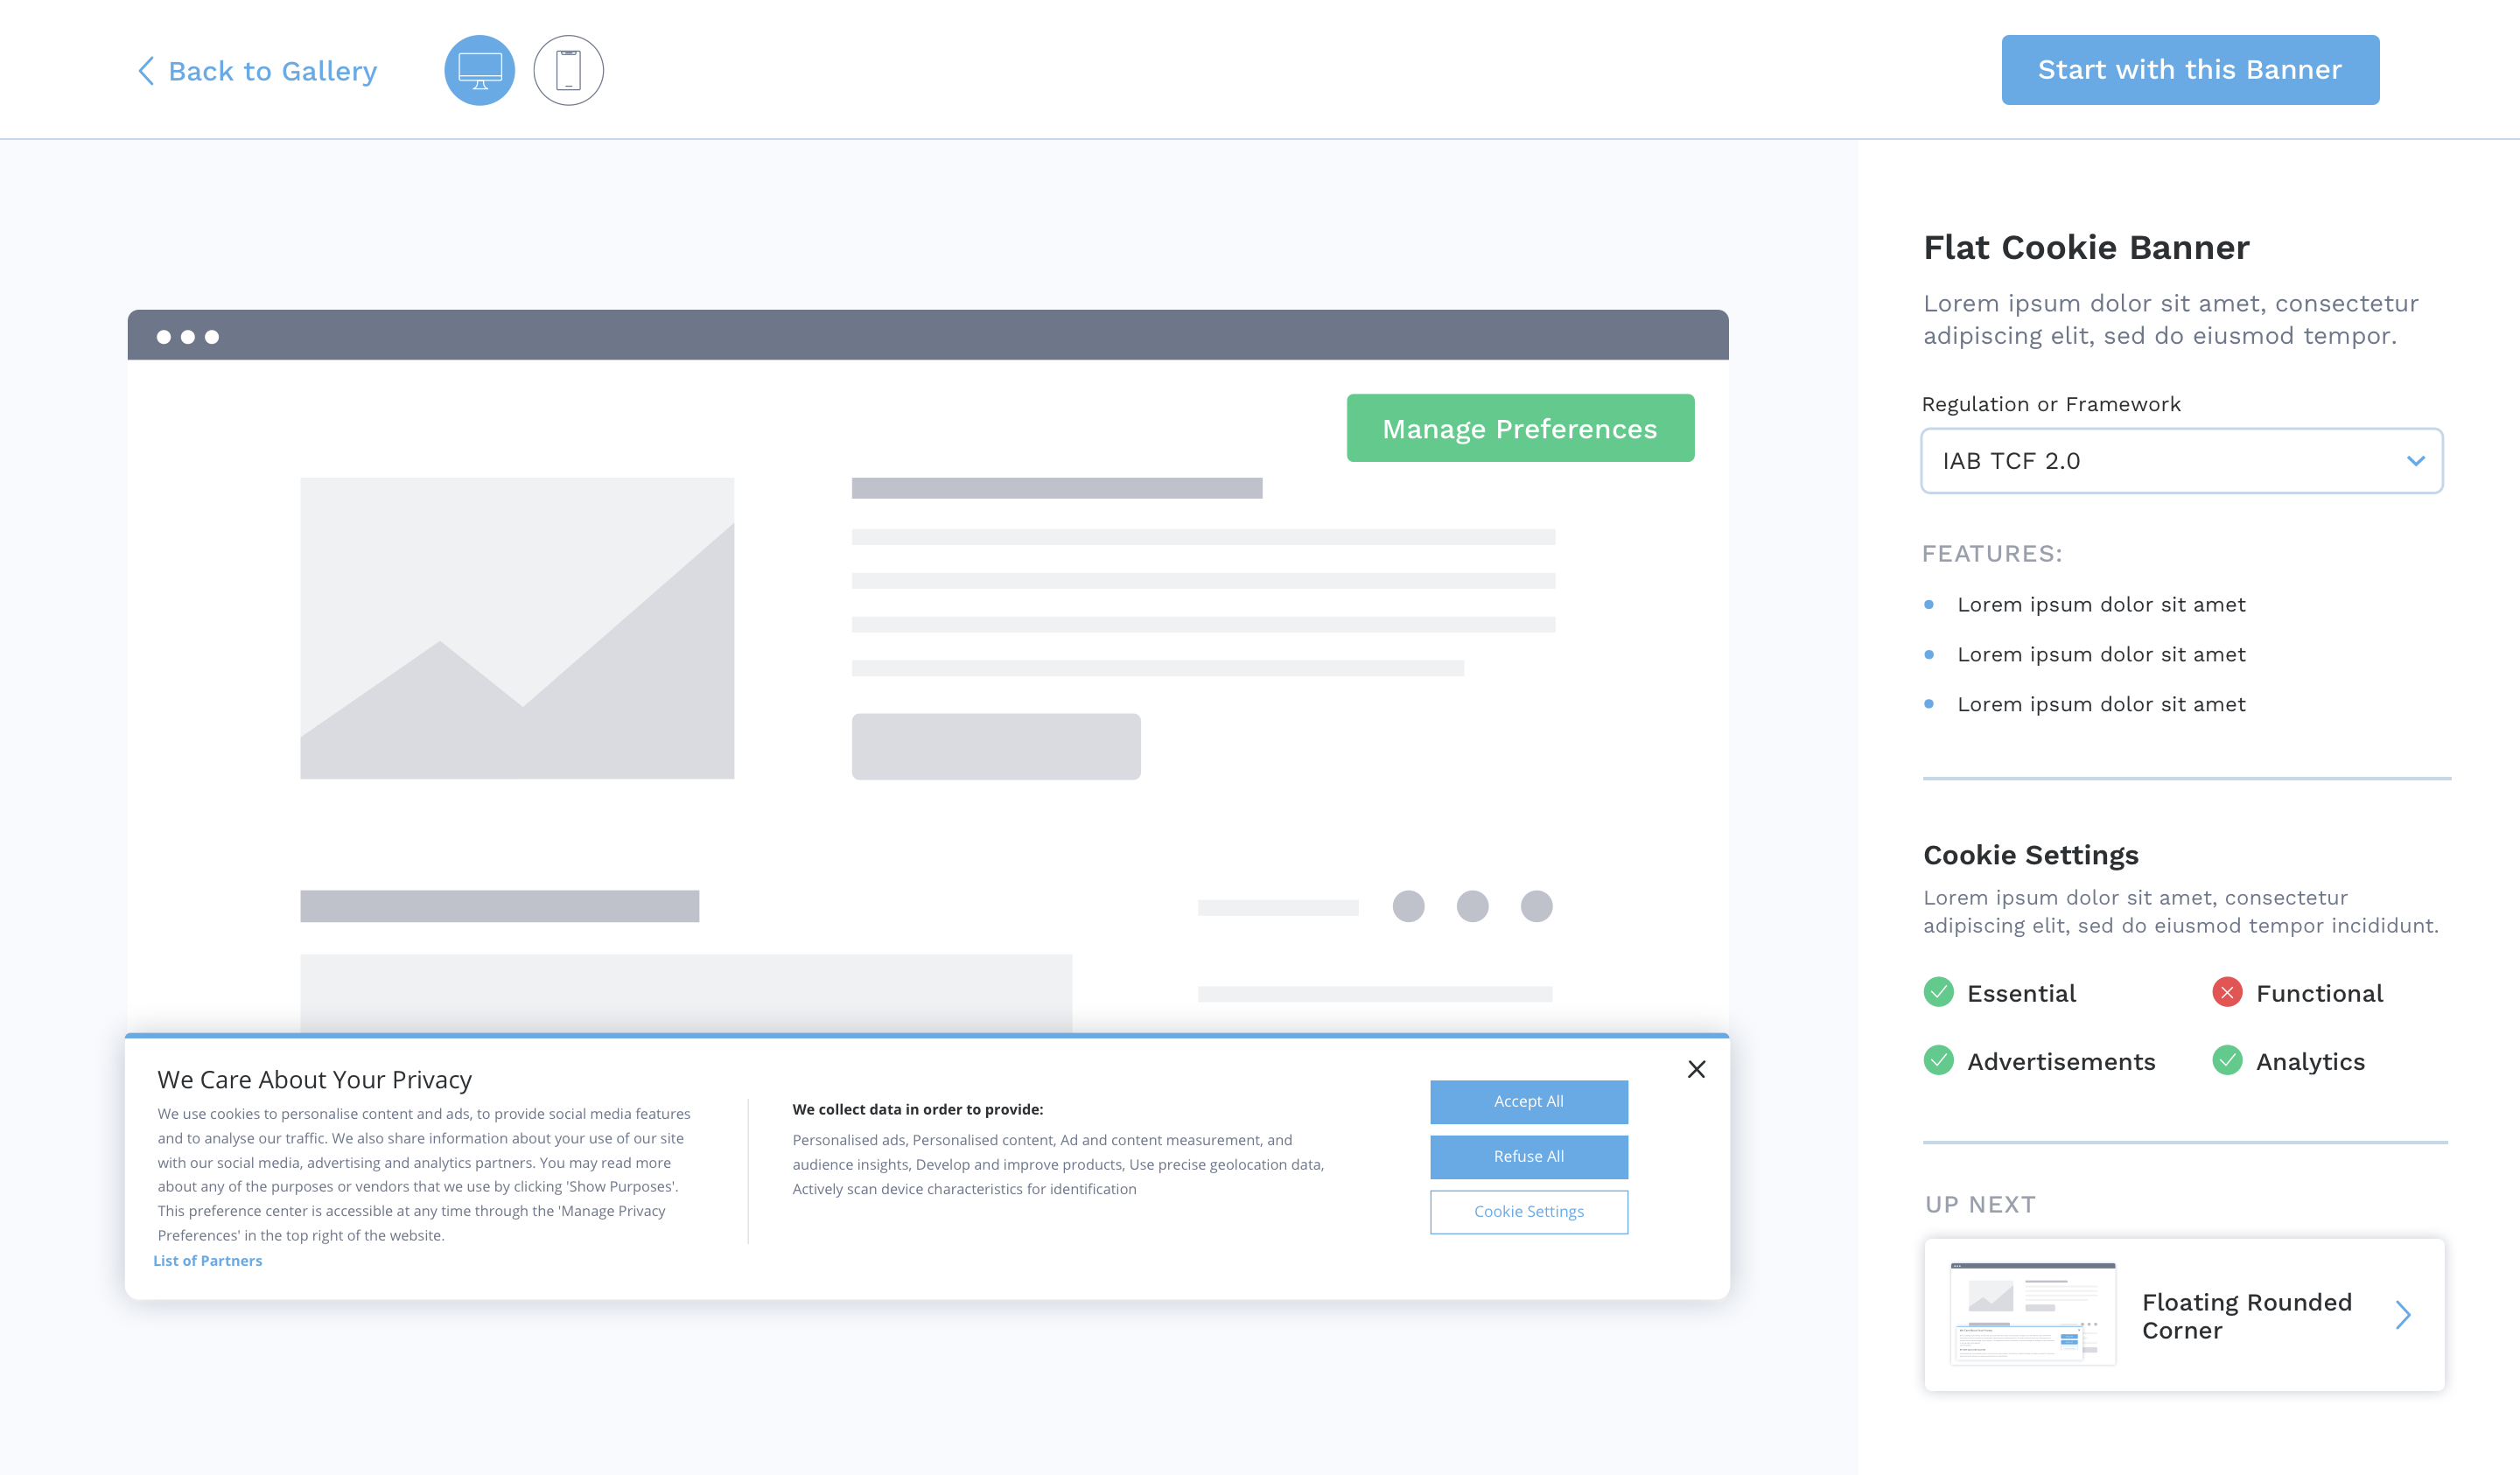 Back to Gallery
Start with this Banner
Manage Preferences
We Care About Your Privacy
We use cookies to personalise content and ads, to provide social media features
and to analyse our traffic. We also share information about your use of our site
with our social media, advertising and analytics partners. You may read more
about any of the purposes or vendors that we use by clicking 'Show Purposes'.
This preference center is accessible at any time through the 'Manage Privacy
Preferences' in the top right of the website.
List of Partners
We collect data in order to provide:
Personalised ads, Personalised content, Ad and content measurement, and
audience insights, Develop and improve products, Use precise geolocation data,
Actively scan device characteristics for identification
Accept All
Refuse All
Cookie Settings
Flat Cookie Banner
Lorem ipsum dolor sit amet, consectetur
adipiscing elit, sed do eiusmod tempor.
Regulation or Framework
IAB TCF 2.0
FEATURES:
Lorem ipsum dolor sit amet
Lorem ipsum dolor sit amet
Lorem ipsum dolor sit amet
Cookie Settings
Lorem ipsum dolor sit amet, consectetur
adipiscing elit, sed do eiusmod tempor incididunt.
Essential
Functional
Advertisements
Analytics
UP NEXT
Floating Rounded
Corner